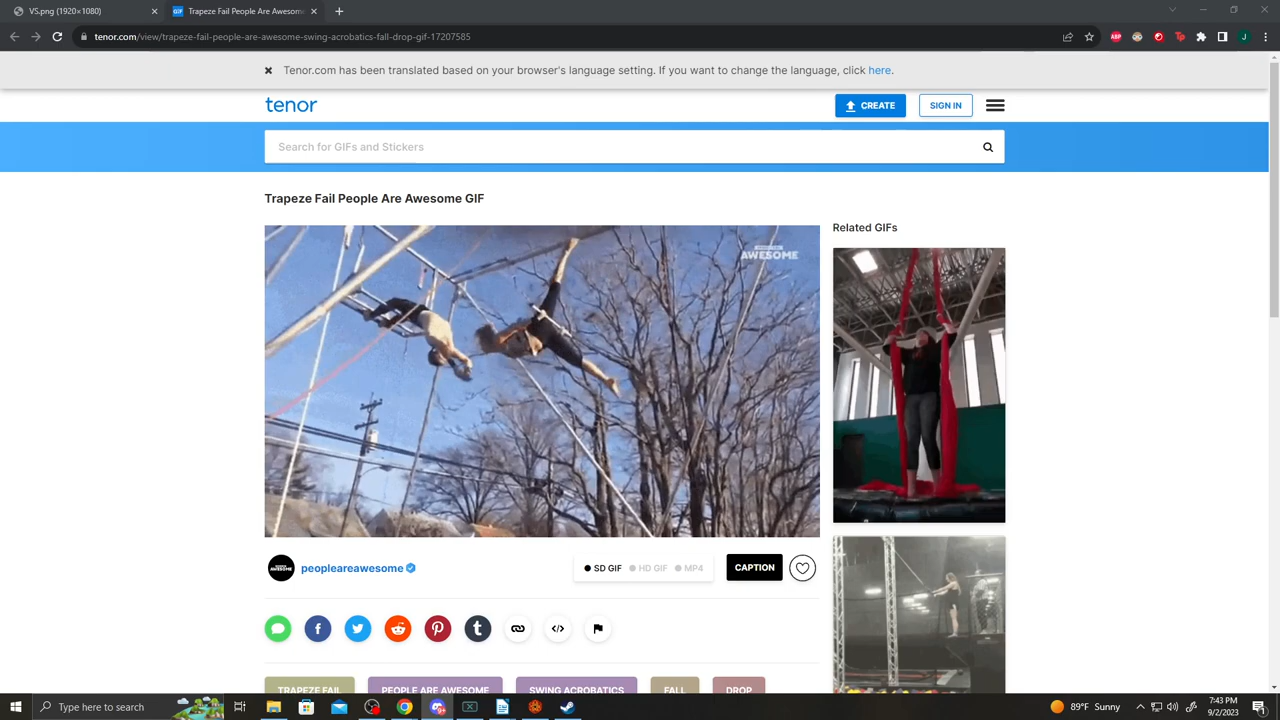 VS.png (1920×1080)
GIF Trapeze Fail People Are Awesome
tenor.com/view/trapeze-fail-people-are-awesome-swing-acrobatics-fall-drop-gif-17207585
ABP
Tp
J
Tenor.com has been translated based on your browser's language setting. If you want to change the language, click here.
tenor
CREATE
SIGN IN
Search for GIFs and Stickers
Trapeze Fail People Are Awesome GIF
Related GIFs
AWESOME
peopleareawesome
SD GIF HD GIF MP4
CAPTION
TRAPEZE FAIL
PEOPLE ARE AWESOME
SWING ACROBATICS
FALL
DROP
Type here to search
89°F Sunny
7:43 PM
9/2/2023